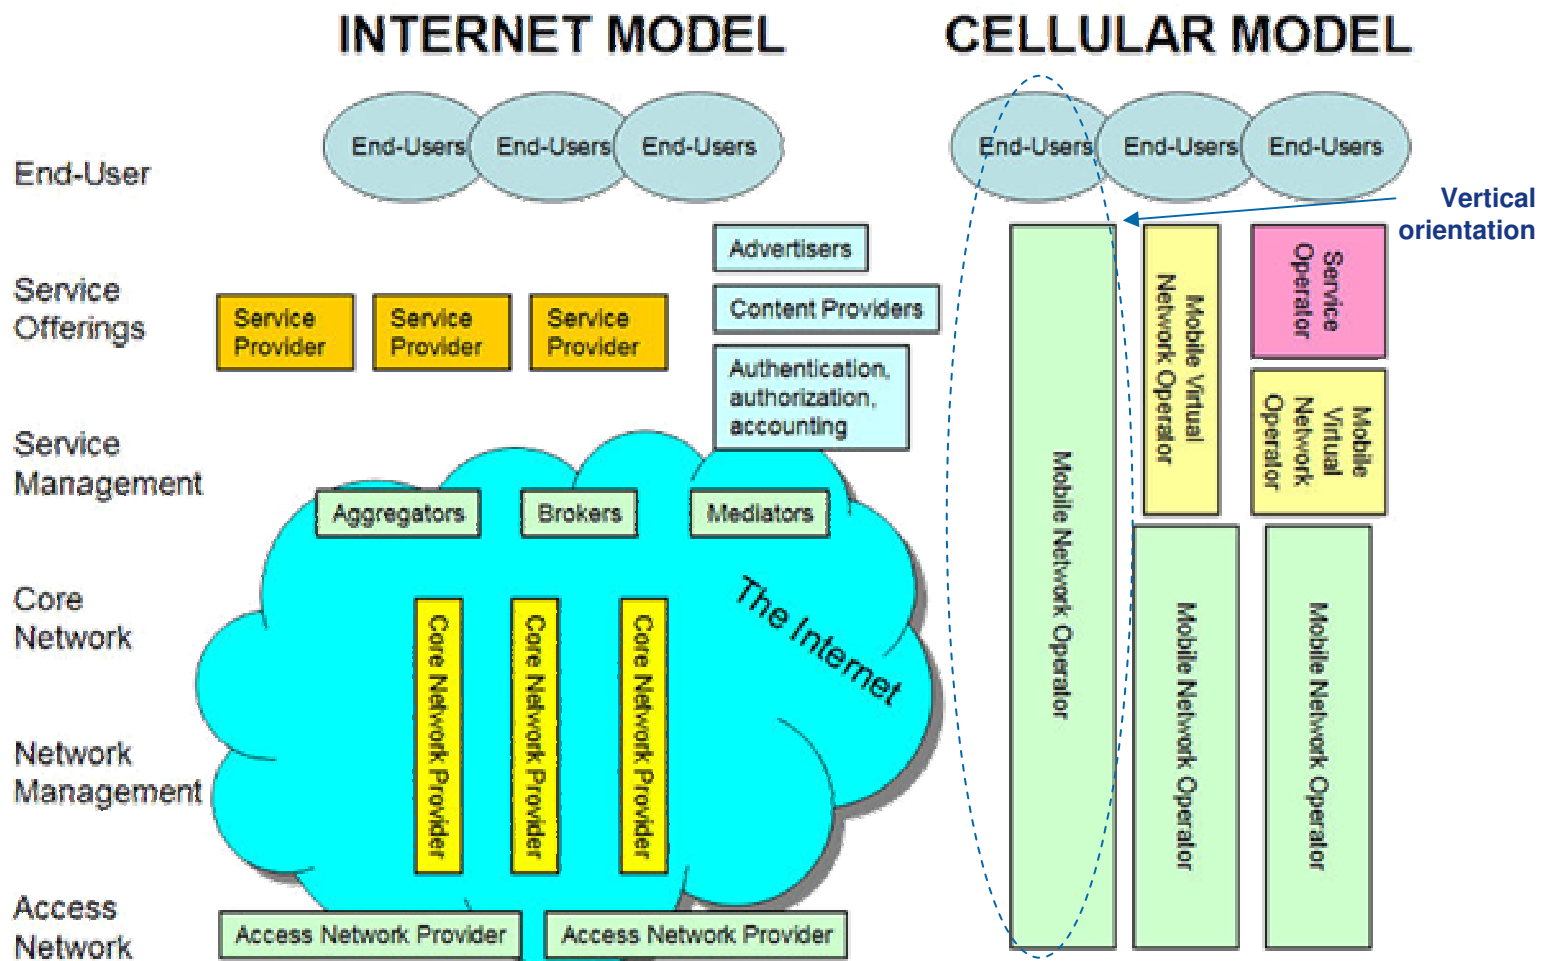 INTERNET MODEL
CELLULAR MODEL
End-User
End-Users
End-Users
End-Users
End-Users
End-Users
End-Users
Vertical
orientation
Service
Offerings
Service
Provider
Service
Provider
Service
Provider
Advertisers
Content Providers
Authentication,
authorization,
accounting
Service
Management
Aggregators
Brokers
Mediators
The Internet
Core
Network
Core Network Provider
Core Network Provider
Core Network Provider
Network
Management
Access
Network
Access Network Provider
Access Network Provider
Mobile Network Operator
Mobile Virtual
Network Operator
Mobile Network Operator
Service
Operator
Mobile
Virtual
Network
Operator
Mobile Network Operator